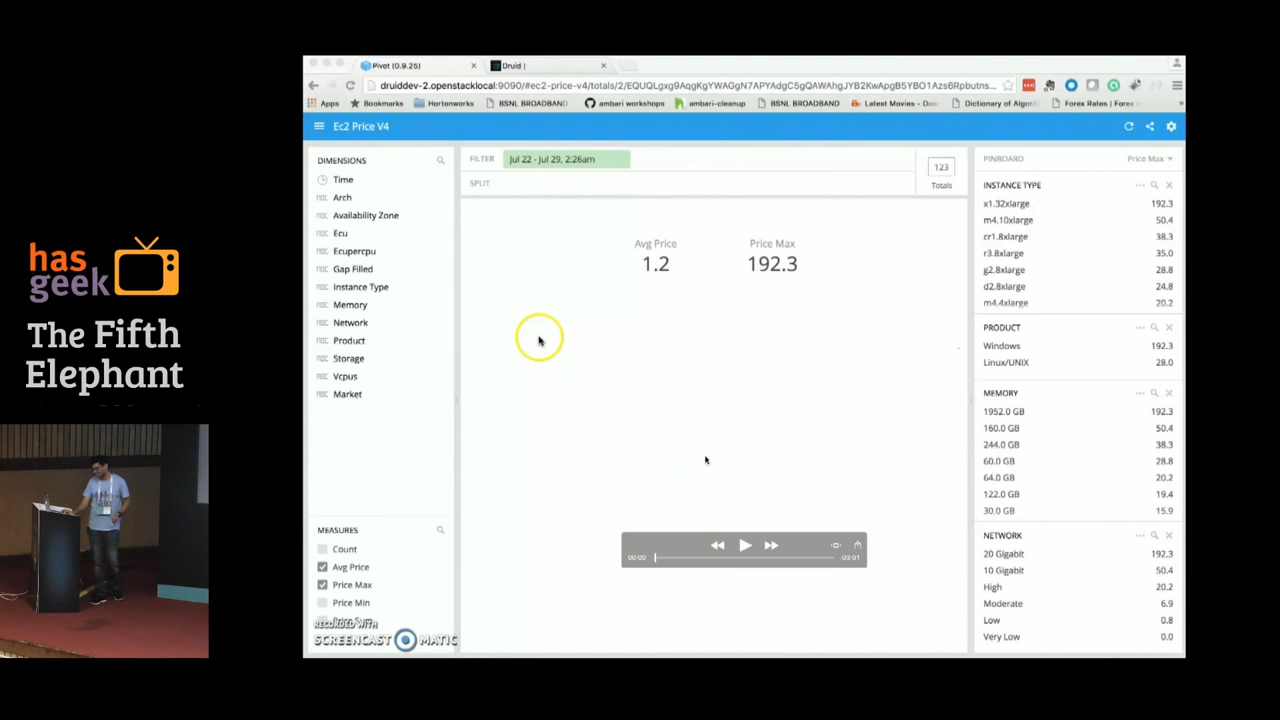 has
geek
The Fifth
Elephant
Pivot (0.9.25)
Druid |
druiddev-2.openstacklocal:9090/#ec2-price-v4/totals/2/
Apps
Bookmarks
Hortonworks
BSNL BROADBAND
ambari workshops
ambari-cleanup
BSNL BROADBAND
Latest Movies - Dow
Dictionary of Algorit
Forex Rates | Forex
Ec2 Price V4
DIMENSIONS
Time
Arch
Availability Zone
Ecu
Ecupercpu
Gap Filled
Instance Type
Memory
Network
Product
Storage
Vcpus
Market
MEASURES
Count
Avg Price
Price Max
Price Min
RECORDED WITH
SCREENCAST MATIC
FILTER Jul 22 - Jul 29, 2:26am
SPLIT
123
Totals
Avg Price
1.2
Price Max
192.3
00:00
-03:01
PINBOARD Price Max
INSTANCE TYPE
x1.32xlarge 192.3
m4.10xlarge 50.4
cr1.8xlarge 38.3
r3.8xlarge 35.0
g2.8xlarge 28.8
d2.8xlarge 24.8
m4.4xlarge 20.2
PRODUCT
Windows 192.3
Linux/UNIX 28.0
MEMORY
1952.0 GB 192.3
160.0 GB 50.4
244.0 GB 38.3
60.0 GB 28.8
64.0 GB 20.2
122.0 GB 19.4
30.0 GB 15.9
NETWORK
20 Gigabit 192.3
10 Gigabit 50.4
High 20.2
Moderate 6.9
Low 0.8
Very Low 0.0